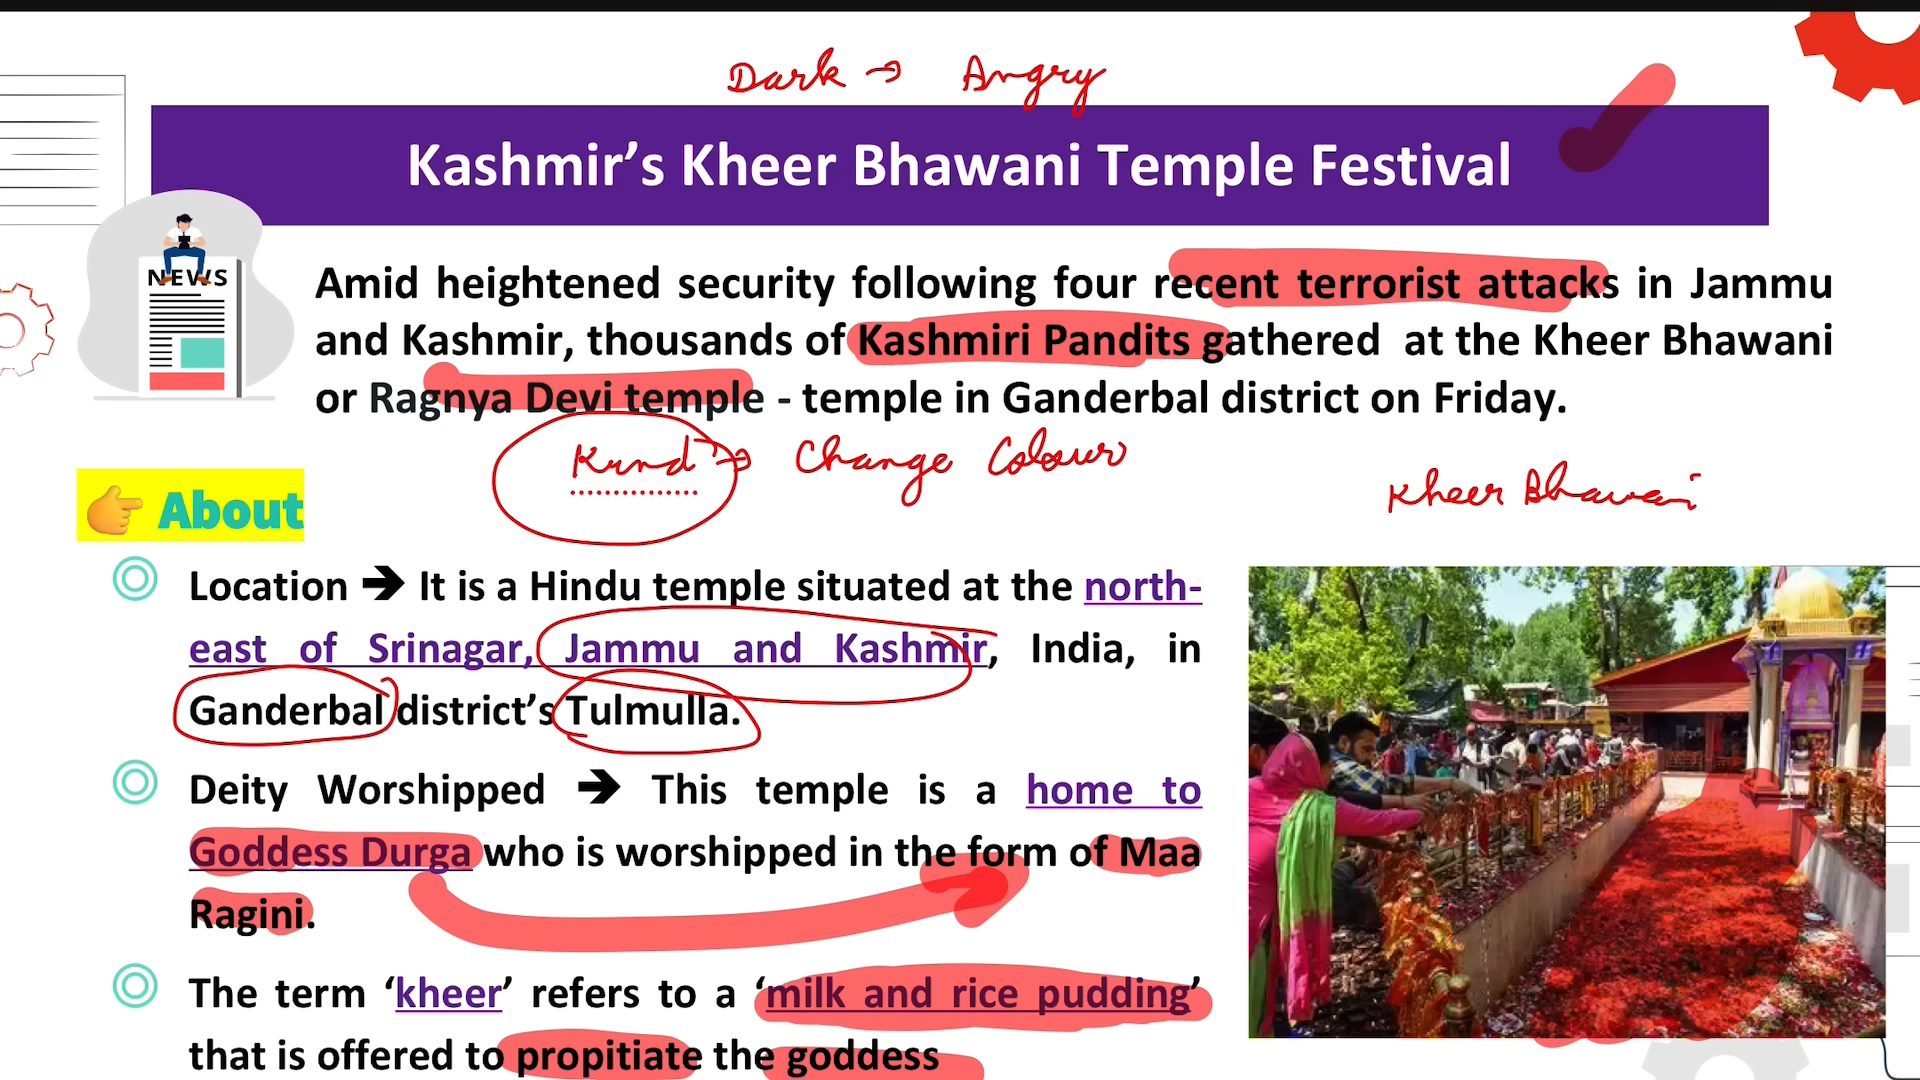 Dark → Angry
Kashmir’s Kheer Bhawani Temple Festival
NEWS
Amid heightened security following four recent terrorist attacks in Jammu
and Kashmir, thousands of Kashmiri Pandits gathered at the Kheer Bhawani
or Ragnya Devi temple - temple in Ganderbal district on Friday.
Kund → Change Colour
Kheer Bhawani
👉 About
Location ➔ It is a Hindu temple situated at the north-
east of Srinagar, Jammu and Kashmir, India, in
Ganderbal district’s Tulmulla.
Deity Worshipped ➔ This temple is a home to
Goddess Durga who is worshipped in the form of Maa
Ragini.
The term ‘kheer’ refers to a ‘milk and rice pudding’
that is offered to propitiate the goddess